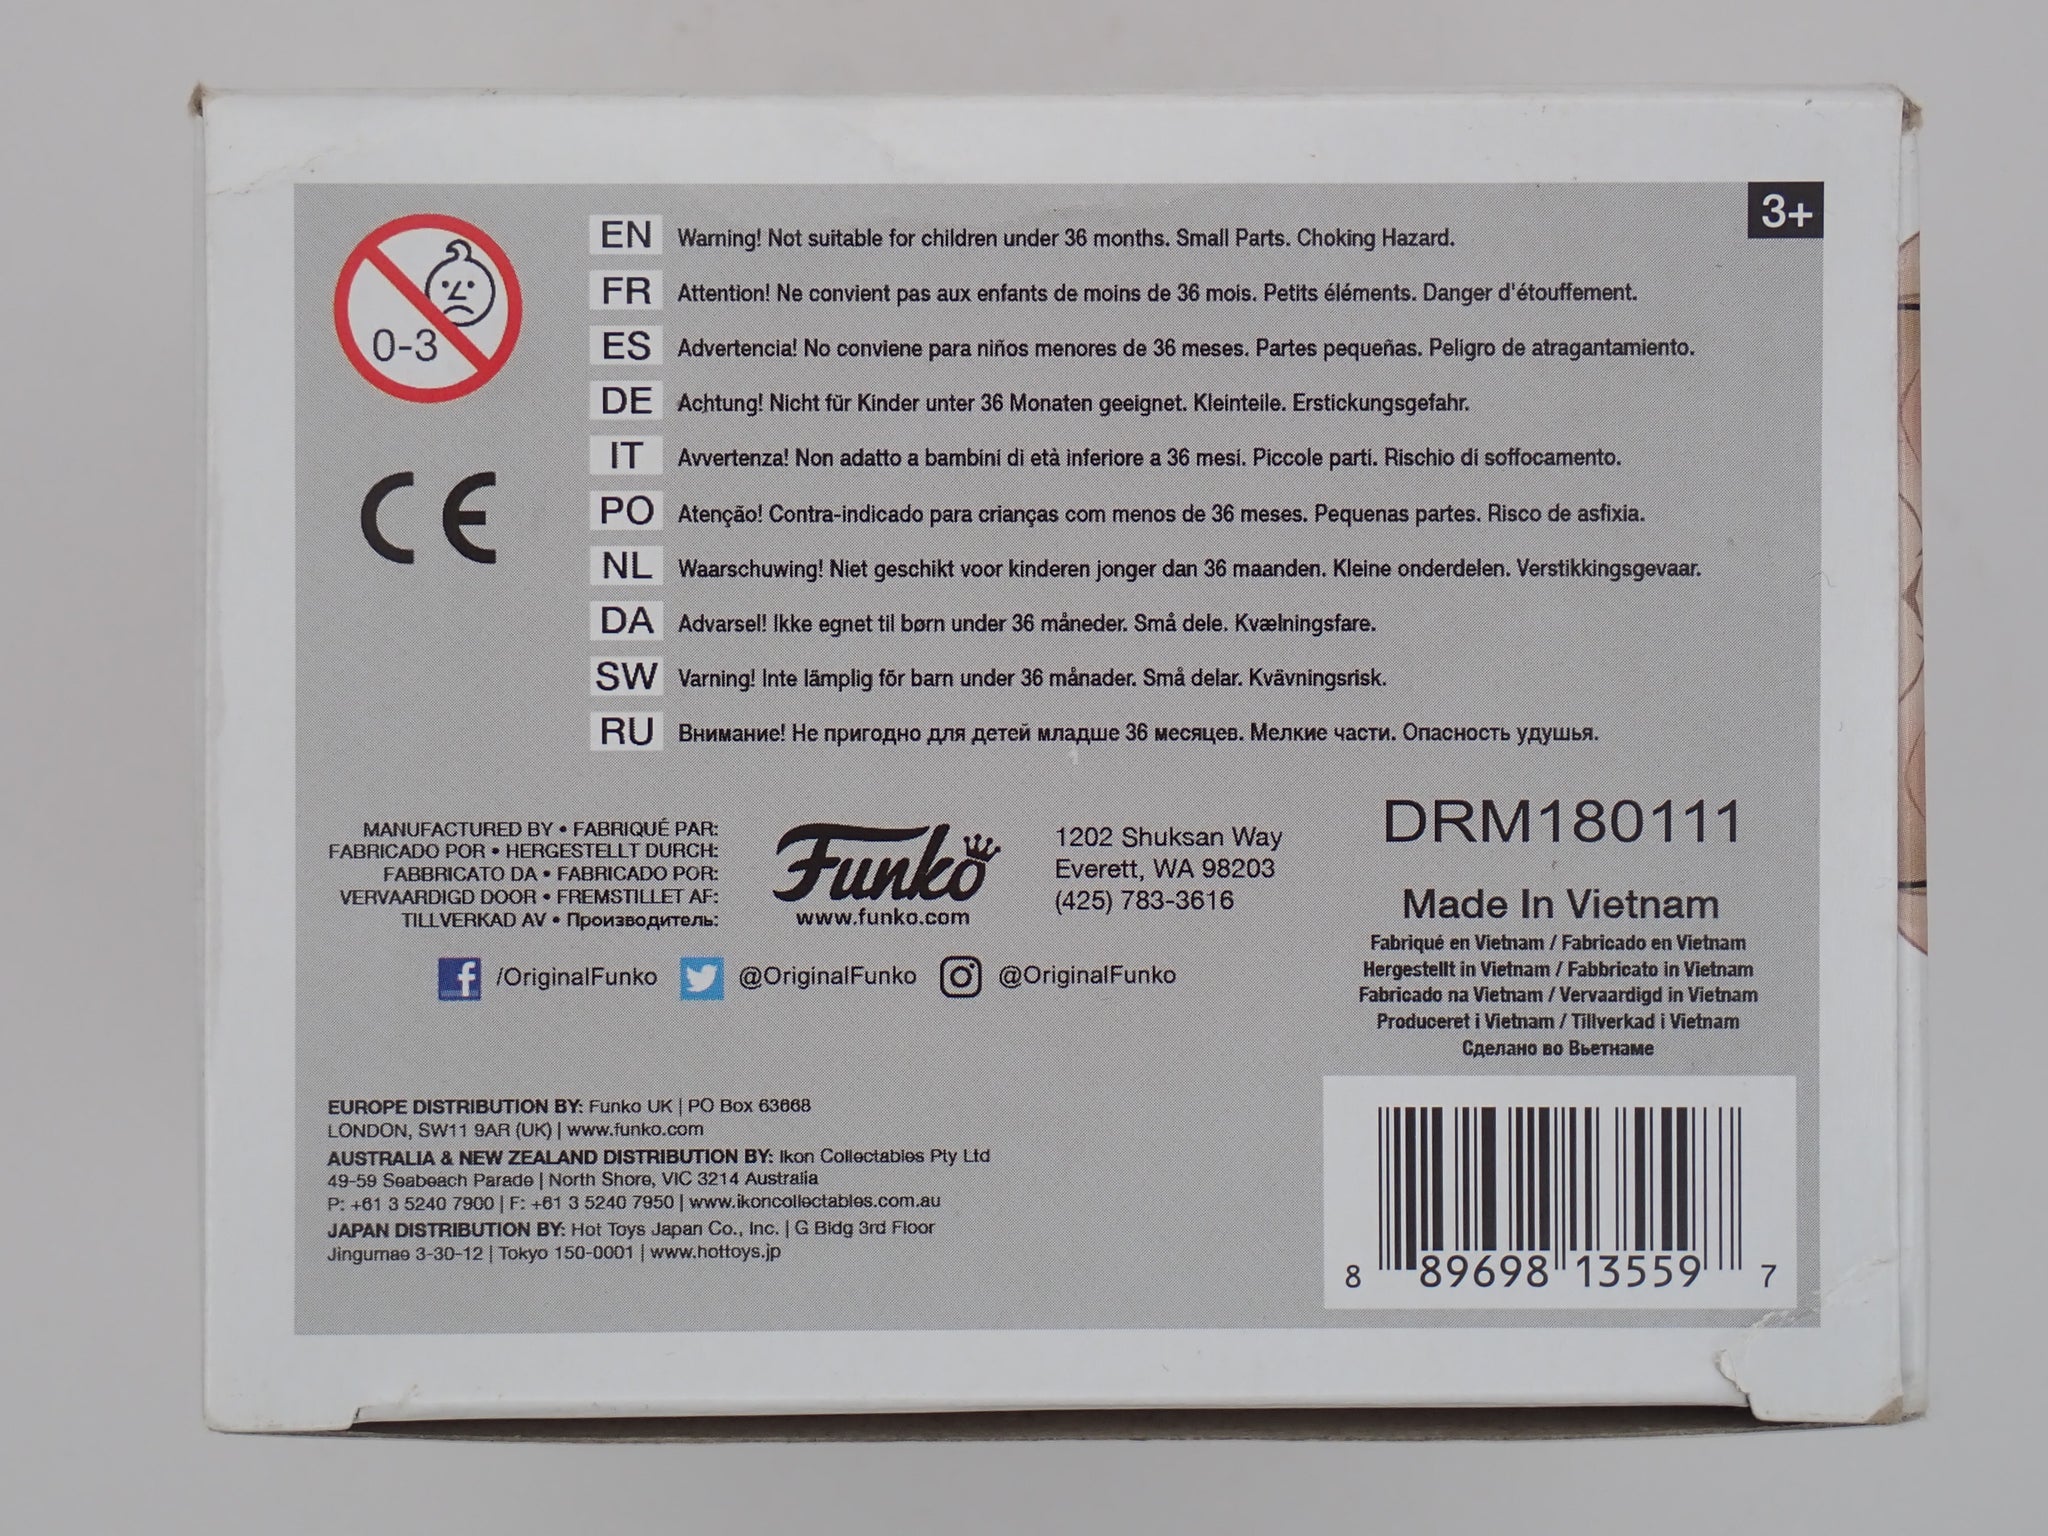 3+
0-3
CE
EN Warning! Not suitable for children under 36 months. Small Parts. Choking Hazard.
FR Attention! Ne convient pas aux enfants de moins de 36 mois. Petits éléments. Danger d'étouffement.
ES Advertencia! No conviene para niños menores de 36 meses. Partes pequeñas. Peligro de atragantamiento.
DE Achtung! Nicht für Kinder unter 36 Monaten geeignet. Kleinteile. Erstickungsgefahr.
IT Avvertenza! Non adatto a bambini di età inferiore a 36 mesi. Piccole parti. Rischio di soffocamento.
PO Atenção! Contra-indicado para crianças com menos de 36 meses. Pequenas partes. Risco de asfixia.
NL Waarschuwing! Niet geschikt voor kinderen jonger dan 36 maanden. Kleine onderdelen. Verstikkingsgevaar.
DA Advarsel! Ikke egnet til børn under 36 måneder. Små dele. Kvælningsfare.
SW Varning! Inte lämplig för barn under 36 månader. Små delar. Kvävningsrisk.
RU Внимание! Не пригодно для детей младше 36 месяцев. Мелкие части. Опасность удушья.
MANUFACTURED BY • FABRIQUÉ PAR:
FABRICADO POR • HERGESTELLT DURCH:
FABBRICATO DA • FABRICADO POR:
VERVAARDIGD DOOR • FREMSTILLET AF:
TILLVERKAD AV • Производитель:
Funko
www.funko.com
1202 Shuksan Way
Everett, WA 98203
(425) 783-3616
/OriginalFunko @OriginalFunko @OriginalFunko
DRM180111
Made In Vietnam
Fabriqué en Vietnam / Fabricado en Vietnam
Hergestellt in Vietnam / Fabbricato in Vietnam
Fabricado na Vietnam / Vervaardigd in Vietnam
Produceret i Vietnam / Tillverkad i Vietnam
Сделано во Вьетнаме
EUROPE DISTRIBUTION BY: Funko UK | PO Box 63668
LONDON, SW11 9AR (UK) | www.funko.com
AUSTRALIA & NEW ZEALAND DISTRIBUTION BY: Ikon Collectables Pty Ltd
49-59 Seabeach Parade | North Shore, VIC 3214 Australia
P: +61 3 5240 7900 | F: +61 3 5240 7950 | www.ikoncollectables.com.au
JAPAN DISTRIBUTION BY: Hot Toys Japan Co., Inc. | G Bldg 3rd Floor
Jingumae 3-30-12 | Tokyo 150-0001 | www.hottoys.jp
8 89698 13559 7